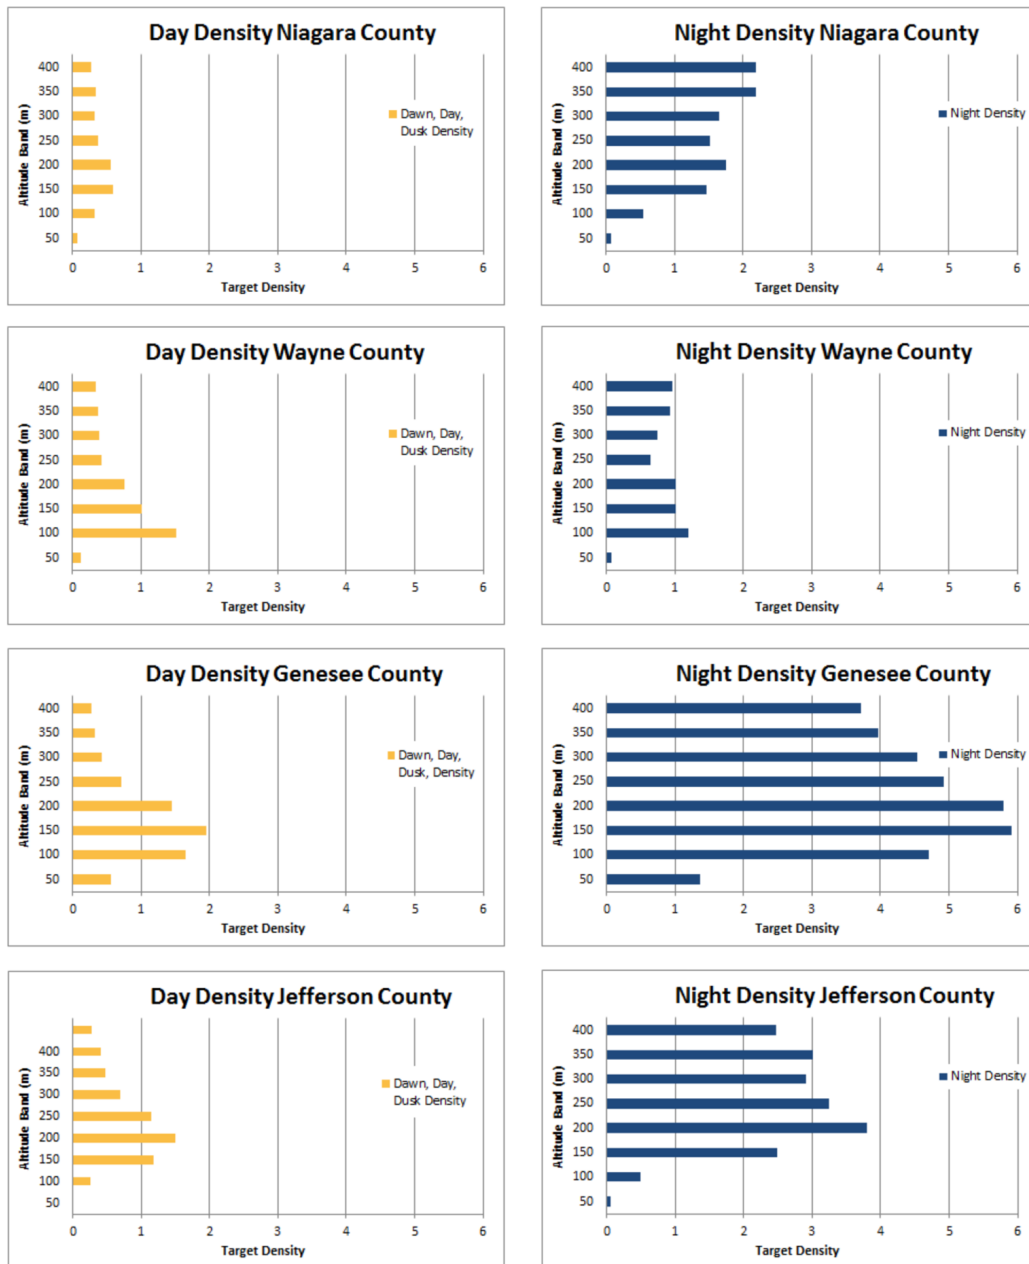 Day Density Niagara County
400
350
300
250
200
150
100
50
Altitude Band (m)
0 1 2 3 4 5 6
Target Density
Dawn, Day,
Dusk Density
Night Density Niagara County
400
350
300
250
200
150
100
50
Altitude Band (m)
0 1 2 3 4 5 6
Target Density
Night Density
Day Density Wayne County
400
350
300
250
200
150
100
50
Altitude Band (m)
0 1 2 3 4 5 6
Target Density
Dawn, Day,
Dusk Density
Night Density Wayne County
400
350
300
250
200
150
100
50
Altitude Band (m)
0 1 2 3 4 5 6
Target Density
Night Density
Day Density Genesee County
400
350
300
250
200
150
100
50
Altitude Band (m)
0 1 2 3 4 5 6
Target Density
Dawn, Day,
Dusk, Density
Night Density Genesee County
400
350
300
250
200
150
100
50
Altitude Band (m)
0 1 2 3 4 5 6
Target Density
Night Density
Day Density Jefferson County
400
350
300
250
200
150
100
50
Altitude Band (m)
0 1 2 3 4 5 6
Target Density
Dawn, Day,
Dusk Density
Night Density Jefferson County
400
350
300
250
200
150
100
50
Altitude Band (m)
0 1 2 3 4 5 6
Target Density
Night Density